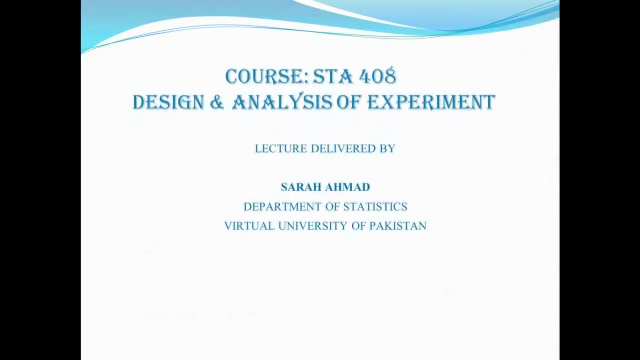 COURSE: STA 408
DESIGN & ANALYSIS OF EXPERIMENT
LECTURE DELIVERED BY
SARAH AHMAD
DEPARTMENT OF STATISTICS
VIRTUAL UNIVERSITY OF PAKISTAN